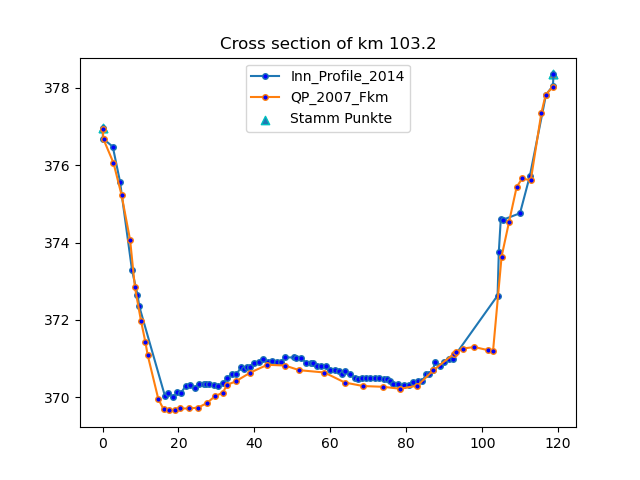 Cross section of km 103.2
Inn_Profile_2014
QP_2007_Fkm
Stamm Punkte
378
376
374
372
370
0 20 40 60 80 100 120